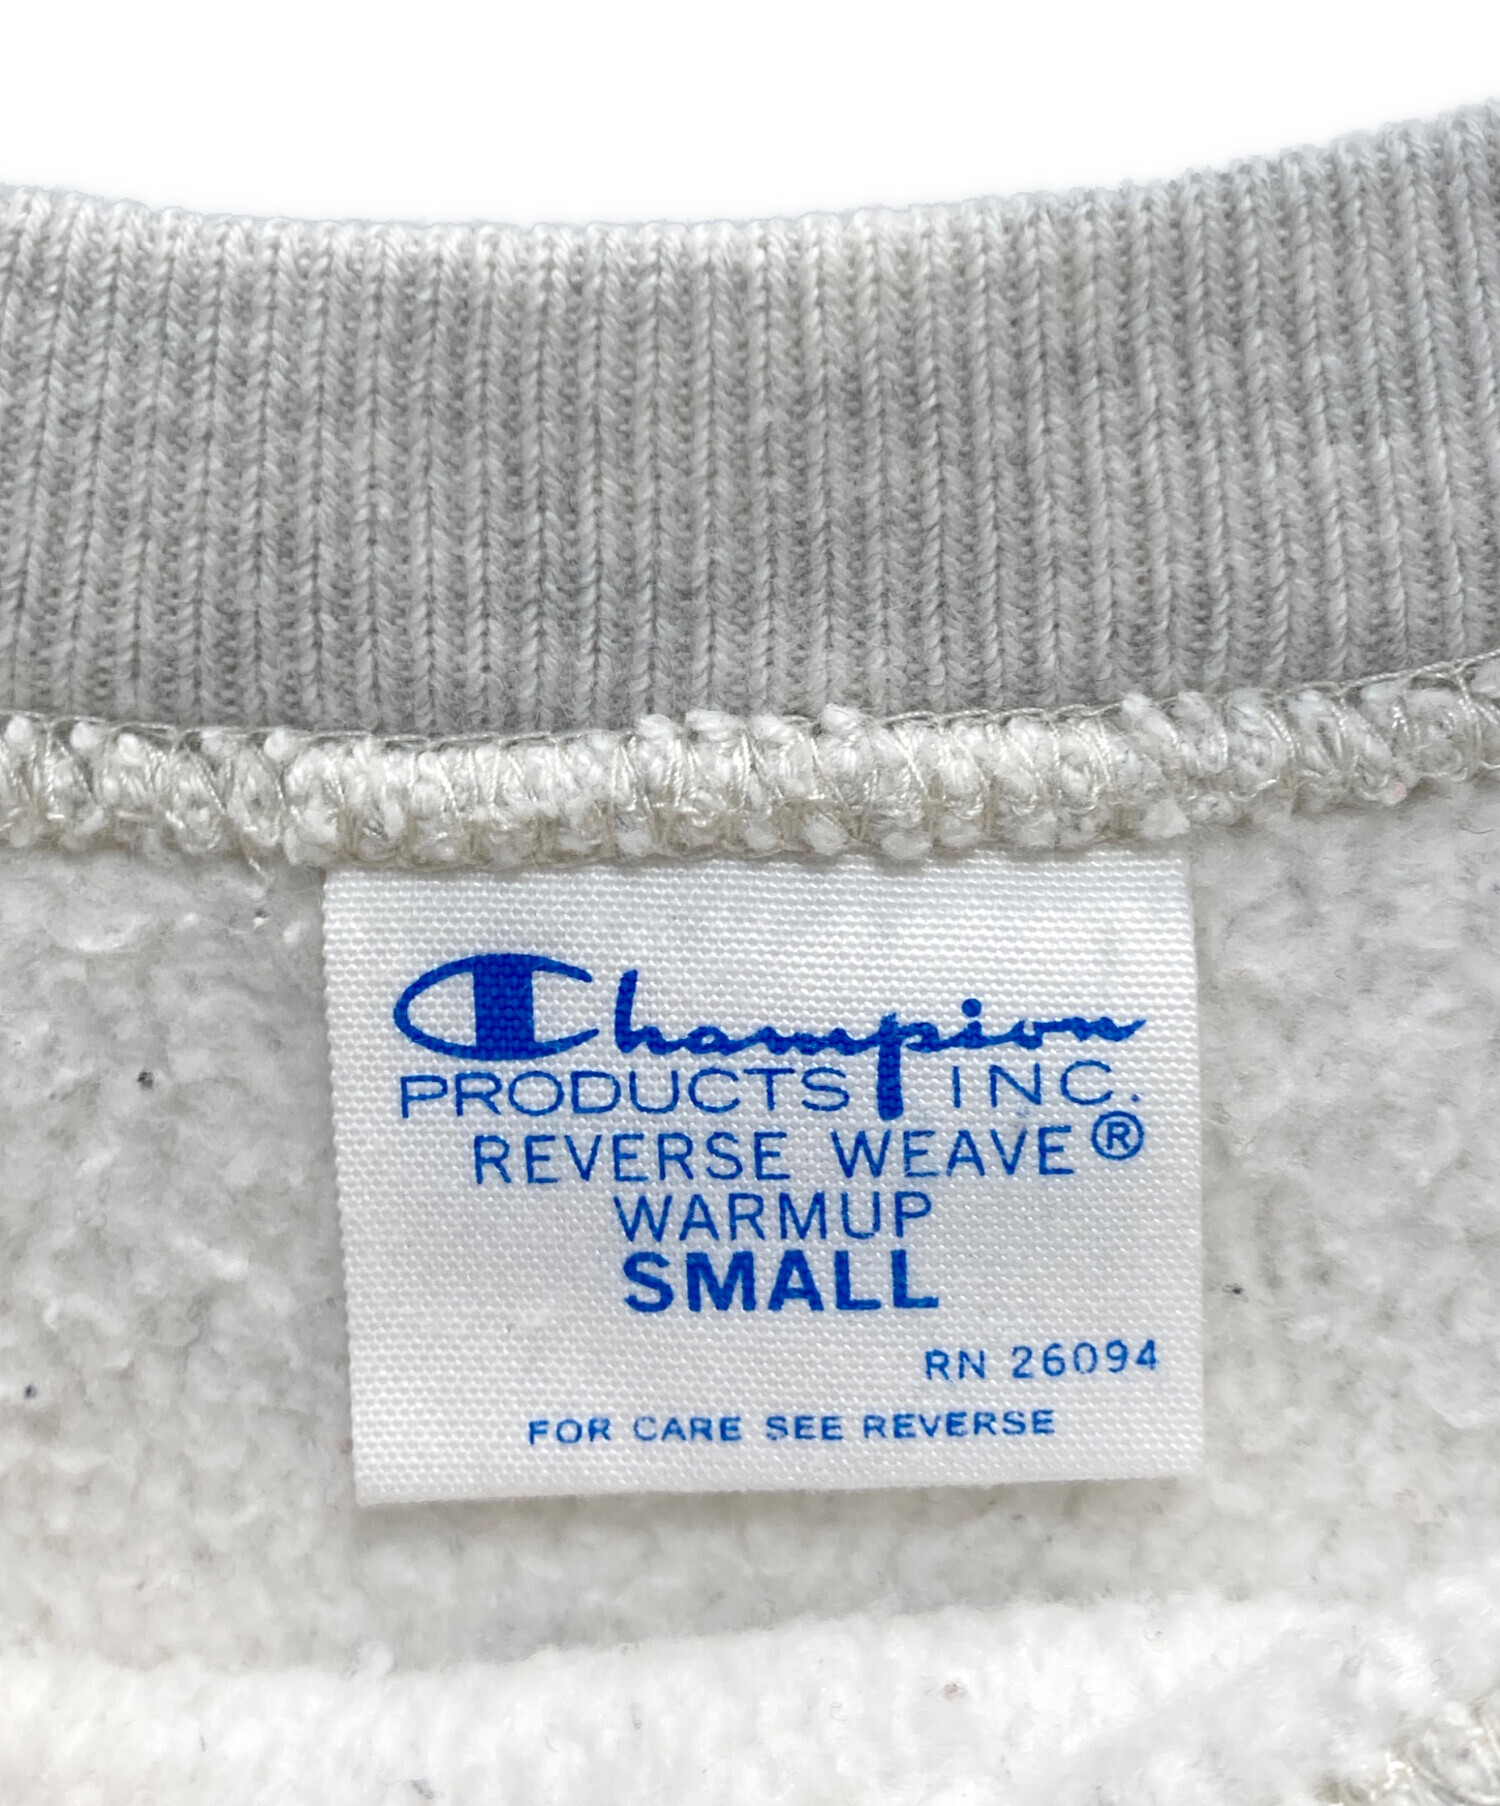 Champion
PRODUCTS INC.
REVERSE WEAVE®
WARMUP
SMALL
RN 26094
FOR CARE SEE REVERSE